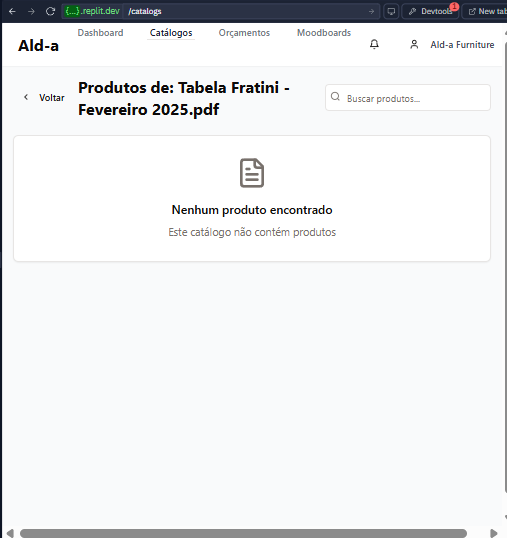 {...}.replit.dev /catalogs
Devtools 1
New tab
Ald-a
Dashboard Catálogos Orçamentos Moodboards
Ald-a Furniture
Voltar
Produtos de: Tabela Fratini -
Fevereiro 2025.pdf
Buscar produtos...
Nenhum produto encontrado
Este catálogo não contém produtos